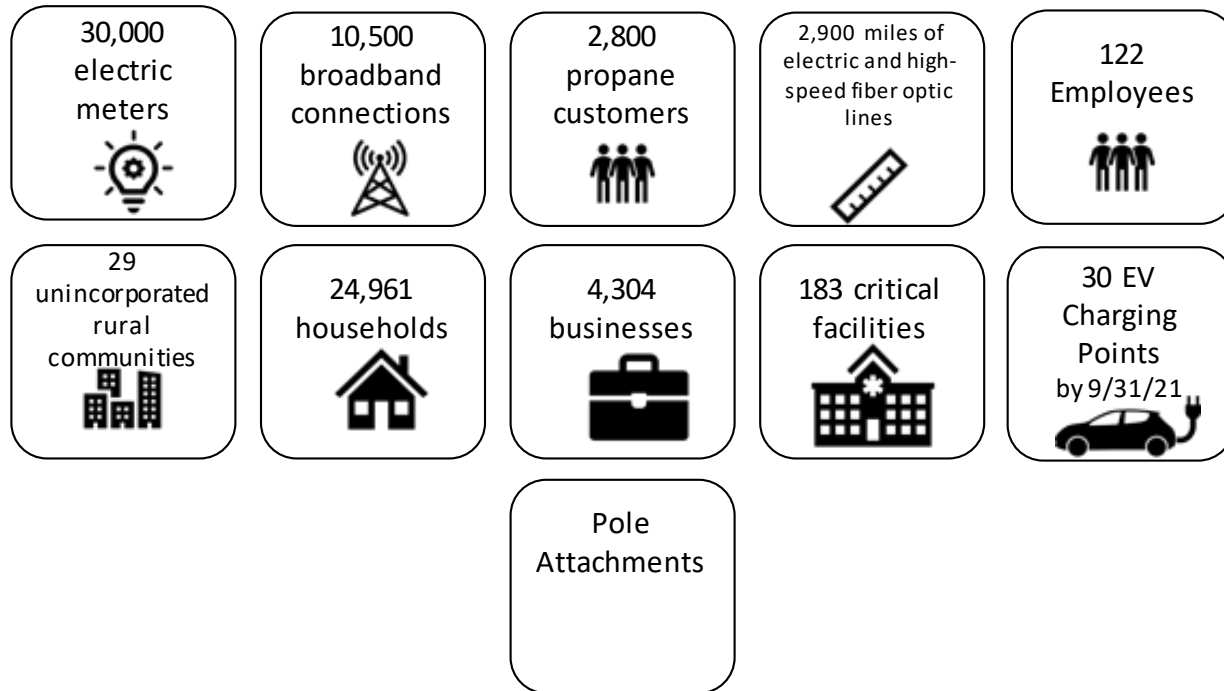 30,000
electric
meters
10,500
broadband
connections
2,800
propane
customers
2,900 miles of
electric and high-
speed fiber optic
lines
122
Employees
29
unincorporated
rural
communities
24,961
households
4,304
businesses
183 critical
facilities
30 EV
Charging
Points
by 9/31/21
Pole
Attachments